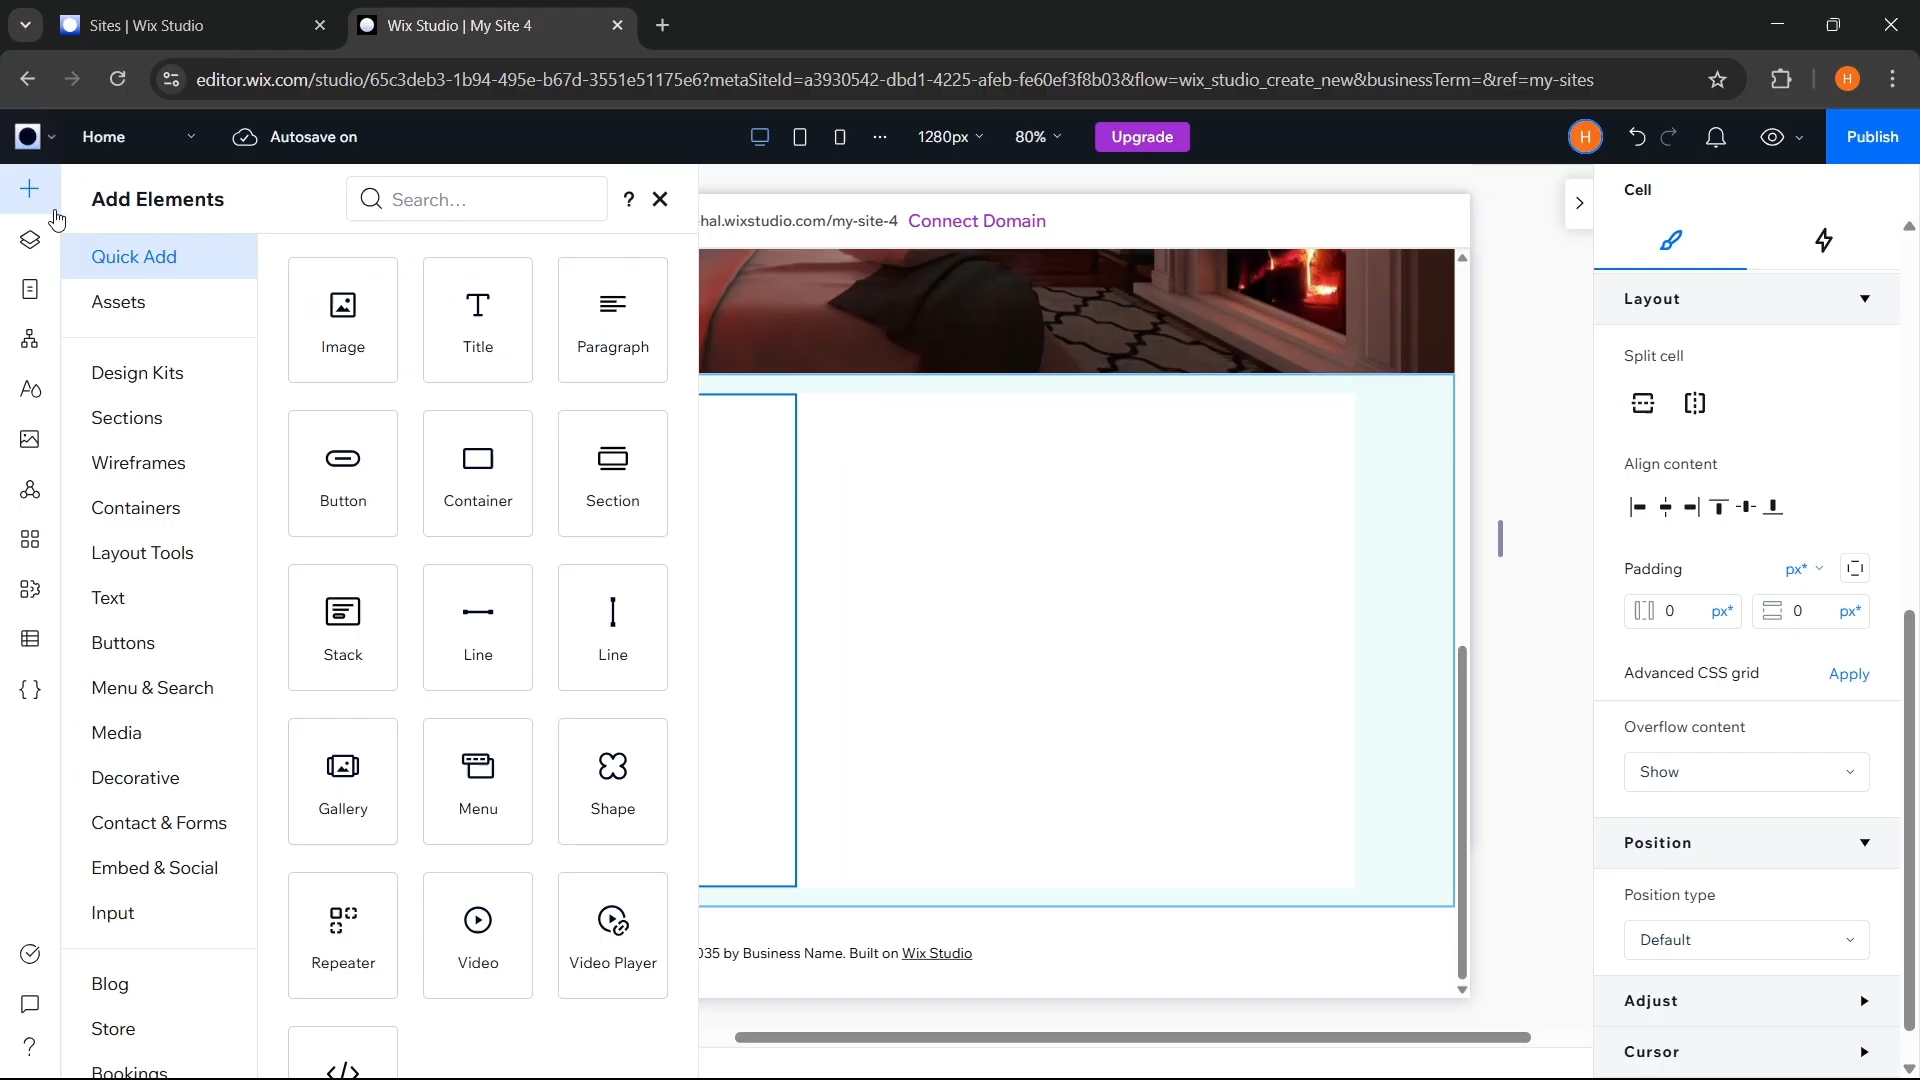 Sites | Wix Studio
Wix Studio | My Site 4
editor.wix.com/studio/65c3deb3-1b94-495e-b67d-3551e51175e6?metaSiteId=a3930542-dbd1-4225-afeb-fe60ef3f8b03&flow=wix_studio_create_new&businessTerm=&ref=my-sites
H
Home
Autosave on
1280px
80%
Upgrade
H
Publish
Add Elements
Search...
?
hal.wixstudio.com/my-site-4 Connect Domain
Cell
Quick Add
Assets
Design Kits
Sections
Wireframes
Containers
Layout Tools
Text
Buttons
Menu & Search
Media
Decorative
Contact & Forms
Embed & Social
Input
Blog
Store
Bookings
Image
Title
Paragraph
Button
Container
Section
Stack
Line
Line
Gallery
Menu
Shape
Repeater
Video
Video Player
035 by Business Name. Built on Wix Studio
Layout
Split cell
Align content
Padding
px*
0 px*
0 px*
Advanced CSS grid
Apply
Overflow content
Show
Position
Position type
Default
Adjust
Cursor